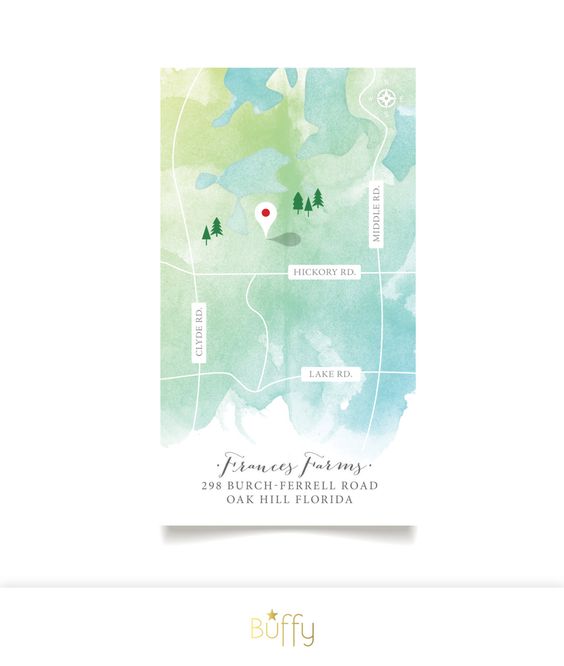 E
MIDDLE RD.
HICKORY RD.
CLYDE RD.
LAKE RD.
·Frances Farms·
298 BURCH-FERRELL ROAD
OAK HILL FLORIDA
Buffy